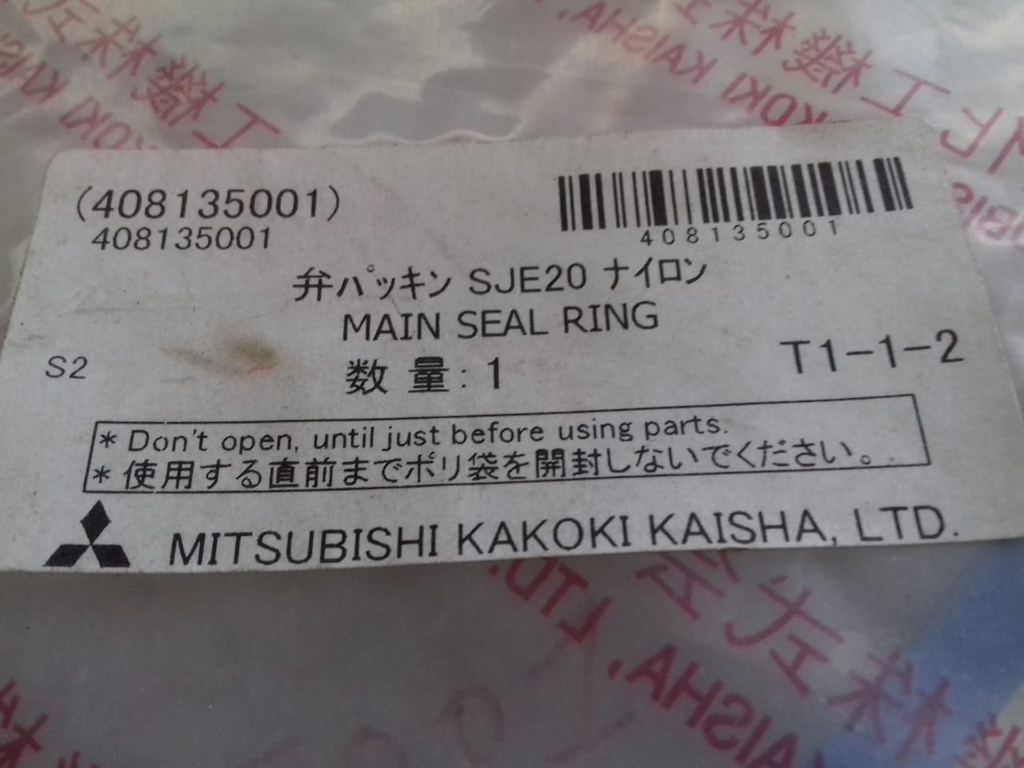 (408135001)
408135001
408135001
弁パッキン SJE20 ナイロン
MAIN SEAL RING
S2
数 量: 1
T1-1-2
* Don't open, until just before using parts.
* 使用する直前までポリ袋を開封しないでください。
MITSUBISHI KAKOKI KAISHA, LTD.
KAISHA, LTD.